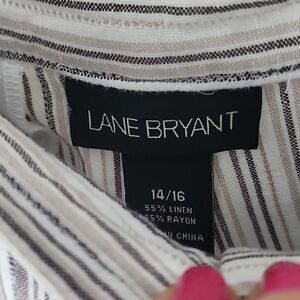 LANE BRYANT
14/16
55% LINEN
45% RAYON
IN CHINA